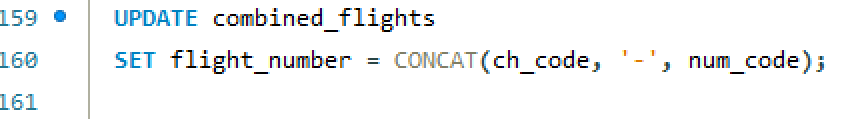 159 UPDATE combined_flights
160 SET flight_number = CONCAT(ch_code, '-', num_code);
161